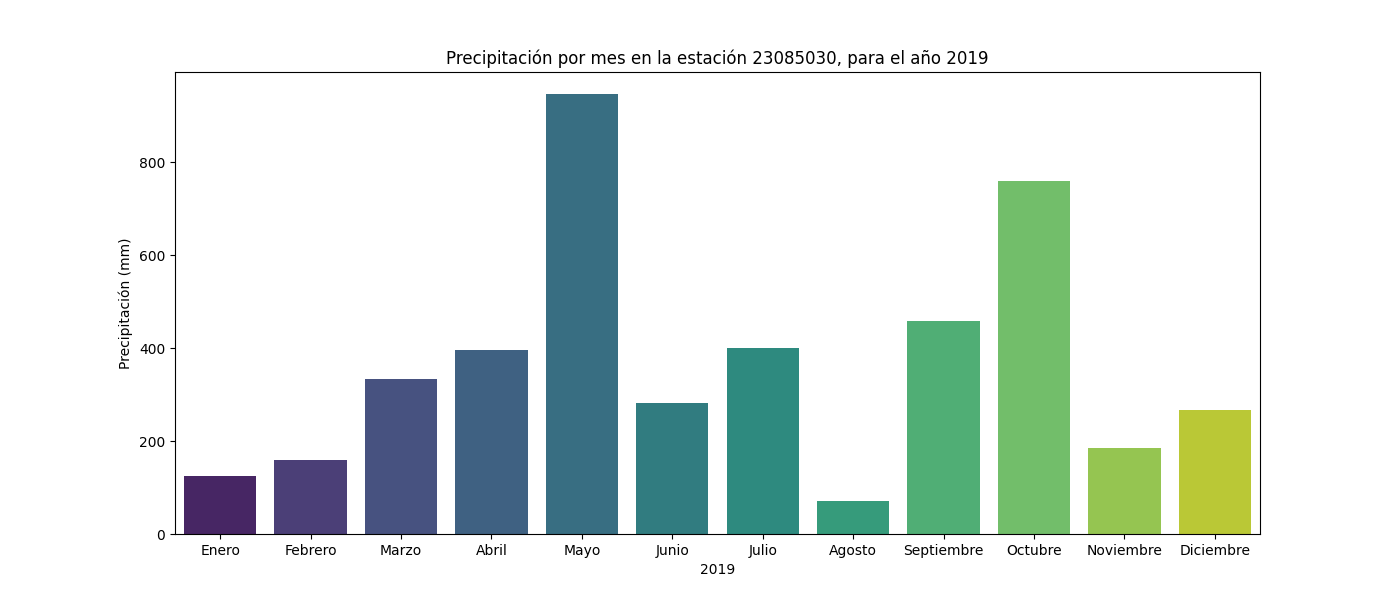 Precipitación por mes en la estación 23085030, para el año 2019
Precipitación (mm)
800
600
400
200
0
Enero Febrero Marzo Abril Mayo Junio Julio Agosto Septiembre Octubre Noviembre Diciembre
2019